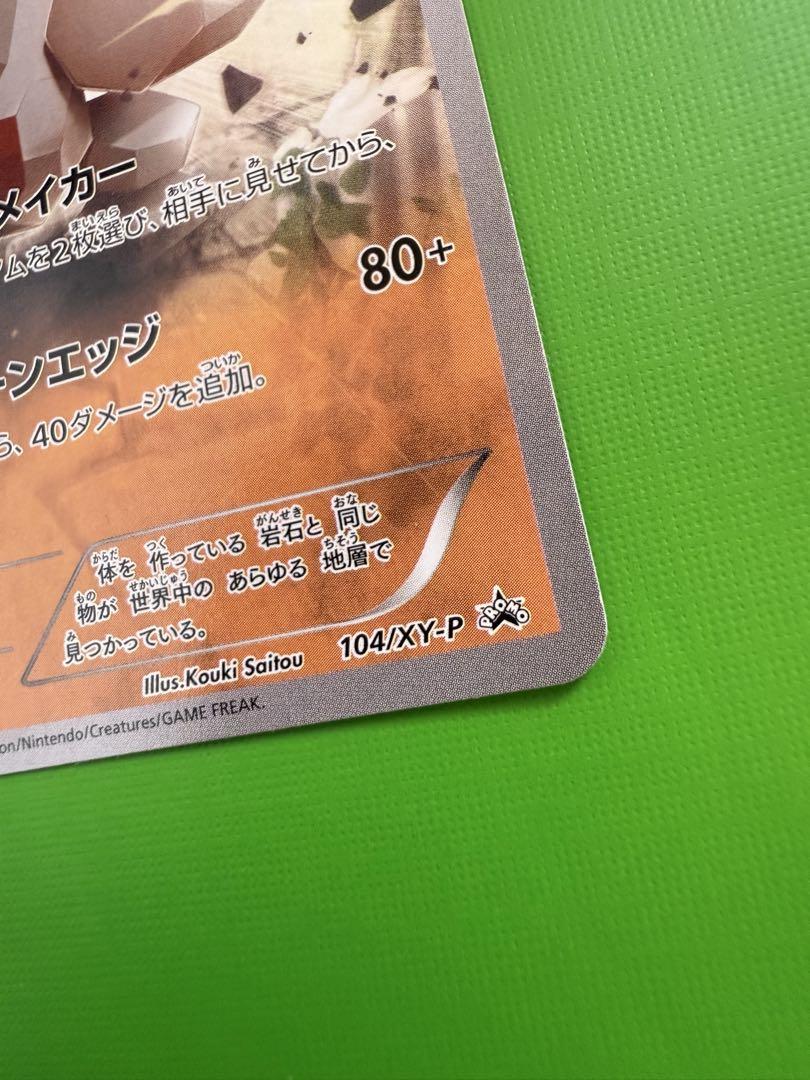 メイカー
ムを2枚選び、相手に見せてから、
80+
ーンエッジ
ら、40ダメージを追加。
体を 作っている 岩石と 同じ
物が 世界中の あらゆる 地層で
見つかっている。
Illus.Kouki Saitou
104/XY-P
PROMO
on/Nintendo/Creatures/GAME FREAK.